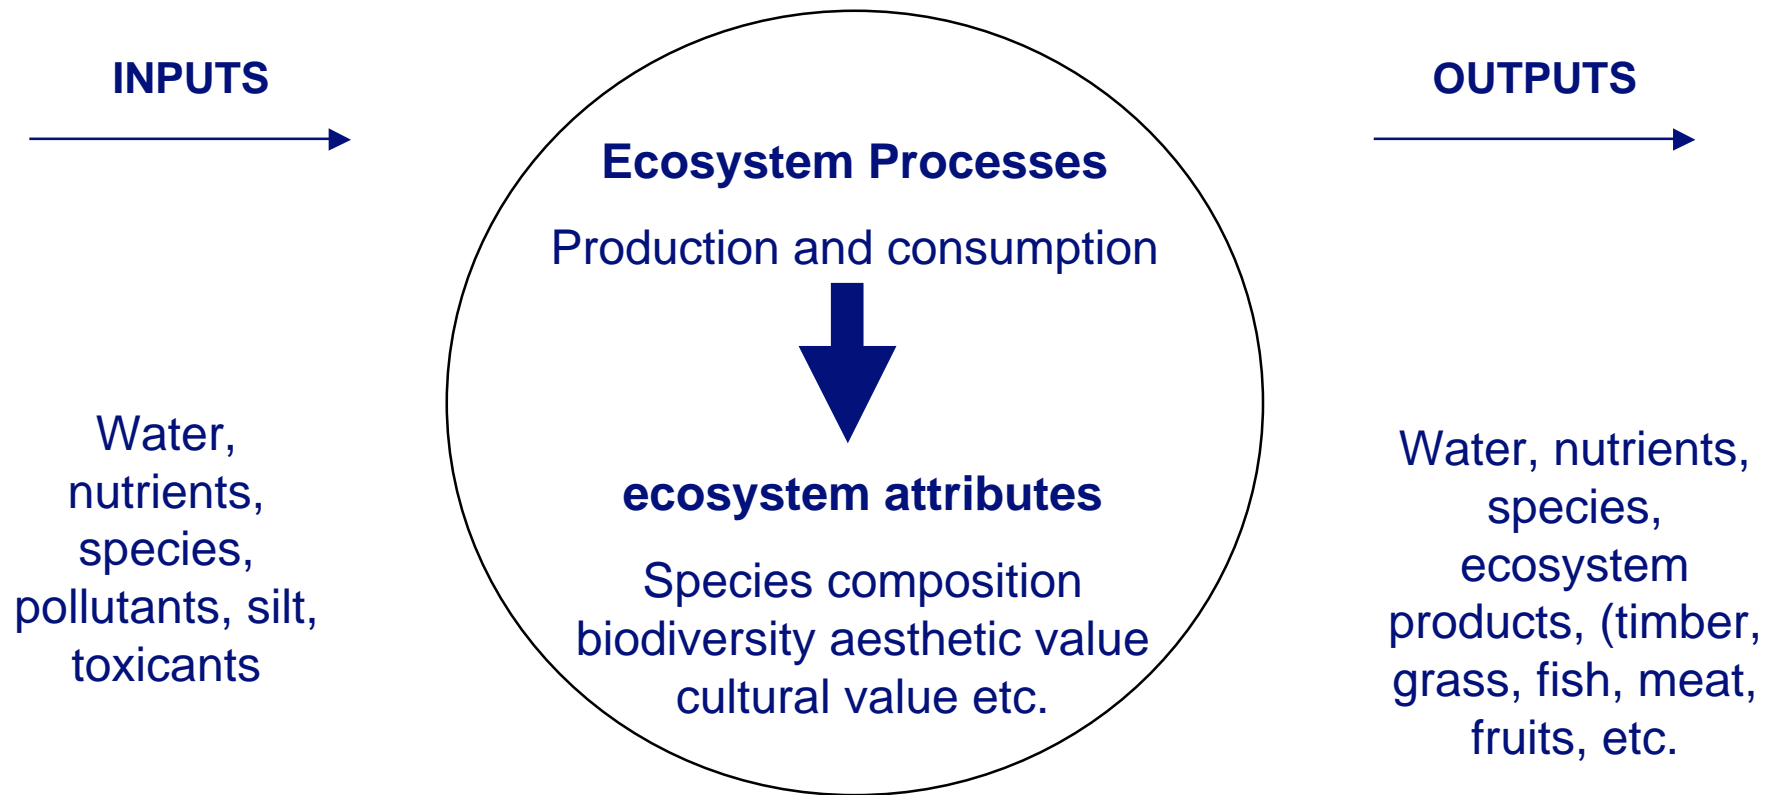 INPUTS
Water,
nutrients,
species,
pollutants, silt,
toxicants
Ecosystem Processes
Production and consumption
ecosystem attributes
Species composition
biodiversity aesthetic value
cultural value etc.
OUTPUTS
Water, nutrients,
species,
ecosystem
products, (timber,
grass, fish, meat,
fruits, etc.